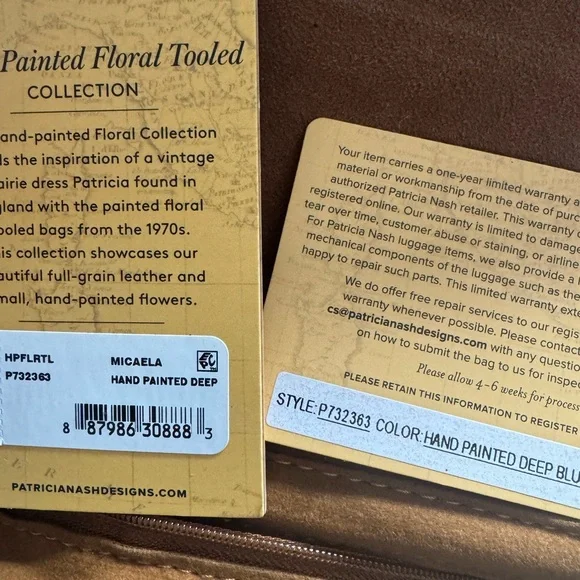 Painted Floral Tooled
COLLECTION
and-painted Floral Collection
ls the inspiration of a vintage
airie dress Patricia found in
gland with the painted floral
ooled bags from the 1970s.
is collection showcases our
autiful full-grain leather and
mall, hand-painted flowers.
HPFLRTL MICAELA
P732363 HAND PAINTED DEEP
8 87986 30888 3
PATRICIANASHDESIGNS.COM
Your item carries a one-year limited warranty a
material or workmanship from the date of purc
authorized Patricia Nash retailer. This warranty
registered online. Our warranty is limited to damage
tear over time, customer abuse or staining, or airline
For Patricia Nash luggage items, we also provide a
mechanical components of the luggage such as the
happy to repair such parts. This limited warranty exte
We do offer free repair services to our regis
warranty whenever possible. Please contact
cs@patricianashdesigns.com with any question
on how to submit the bag to us for inspe
Please allow 4-6 weeks for process
PLEASE RETAIN THIS INFORMATION TO REGISTER
STYLE:P732363 COLOR:HAND PAINTED DEEP BLU